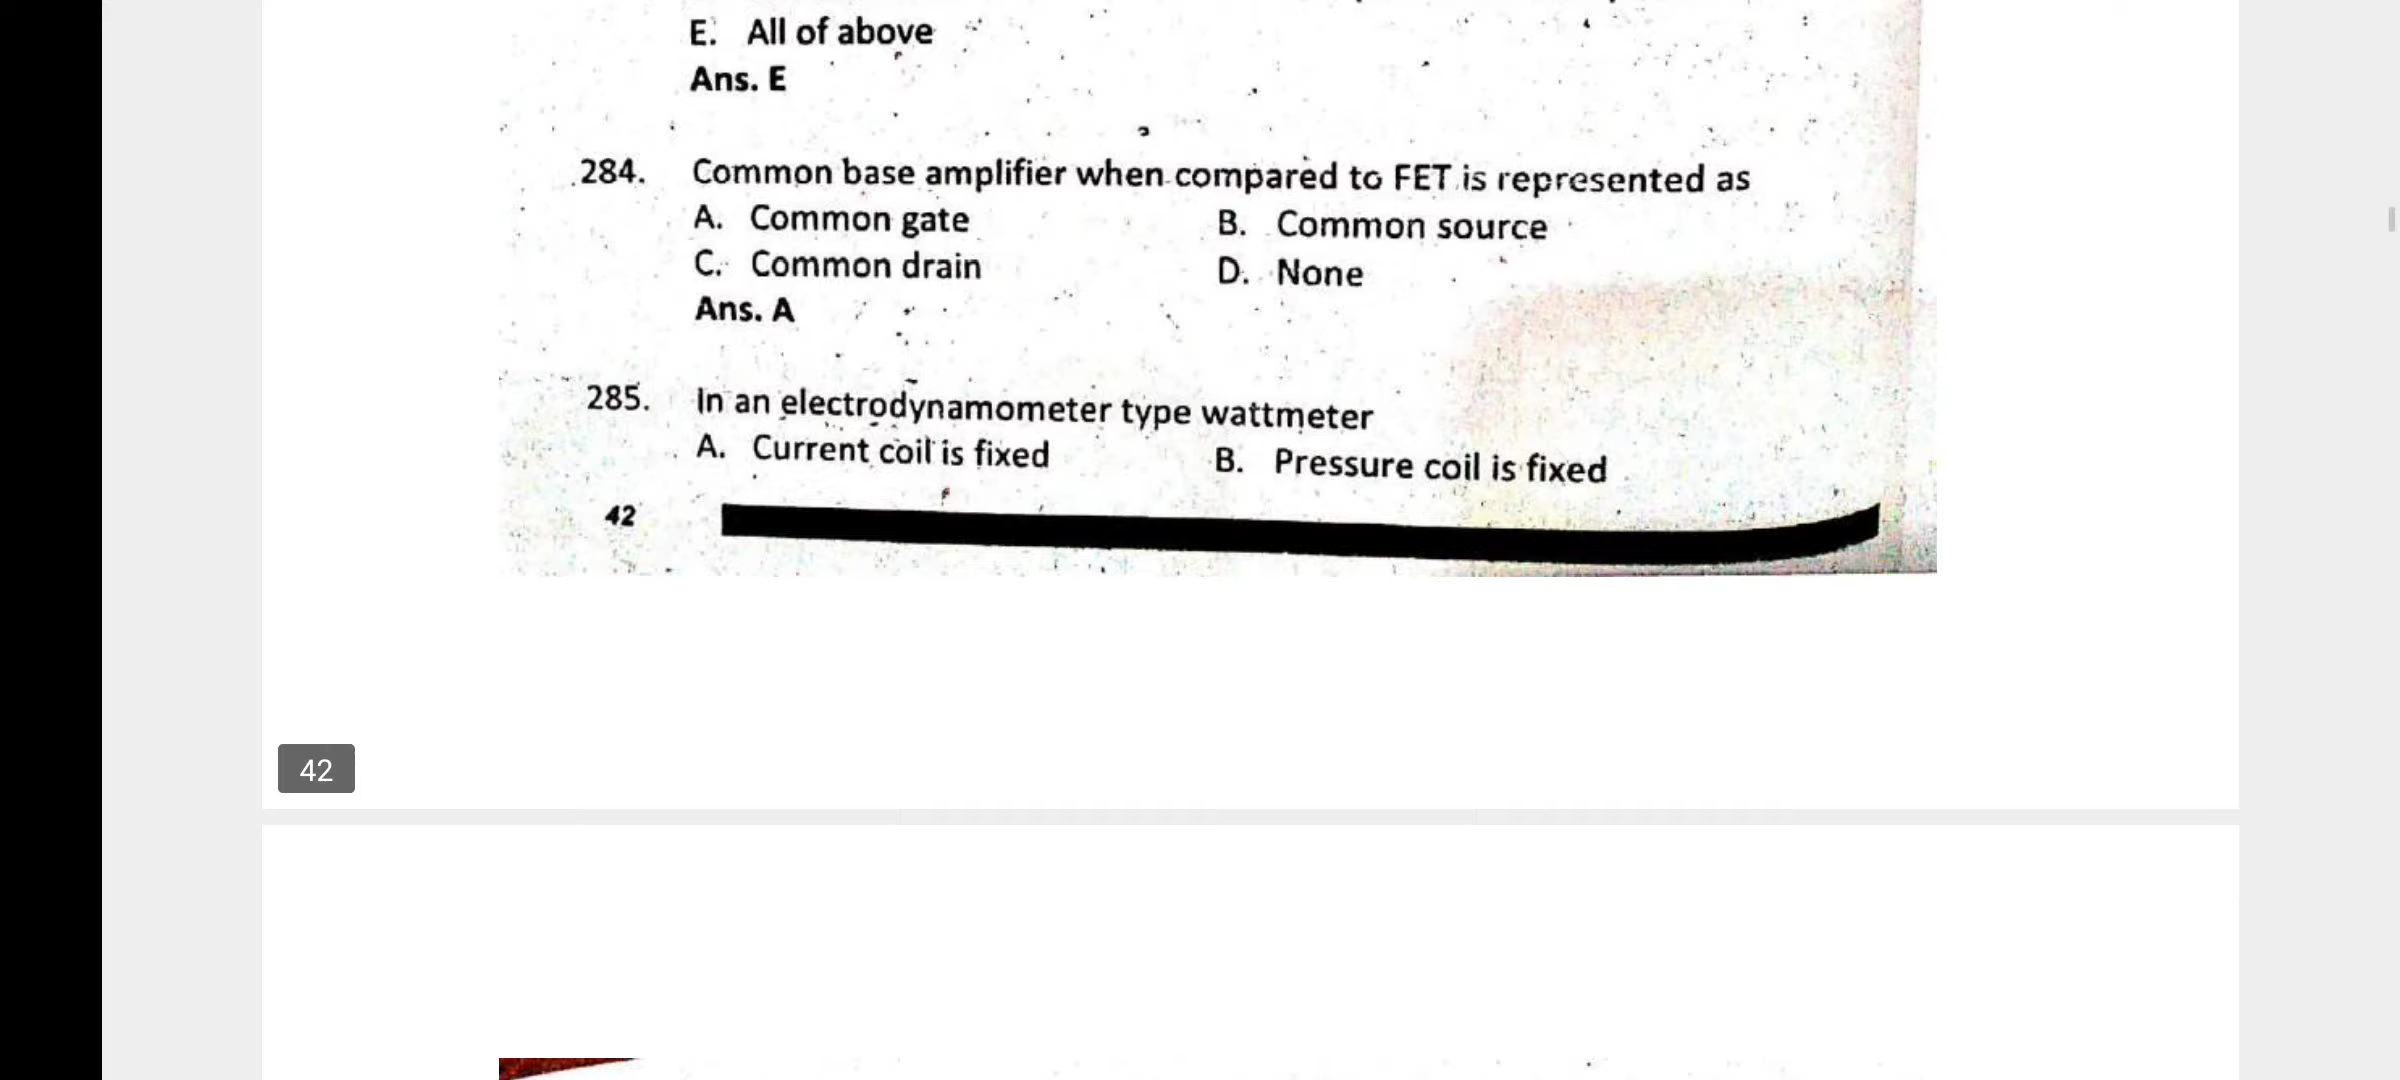 E. All of above
Ans. E
284. Common base amplifier when compared to FET is represented as
A. Common gate B. Common source
C. Common drain D. None
Ans. A
285. In an electrodynamometer type wattmeter
A. Current coil is fixed B. Pressure coil is fixed
42
42